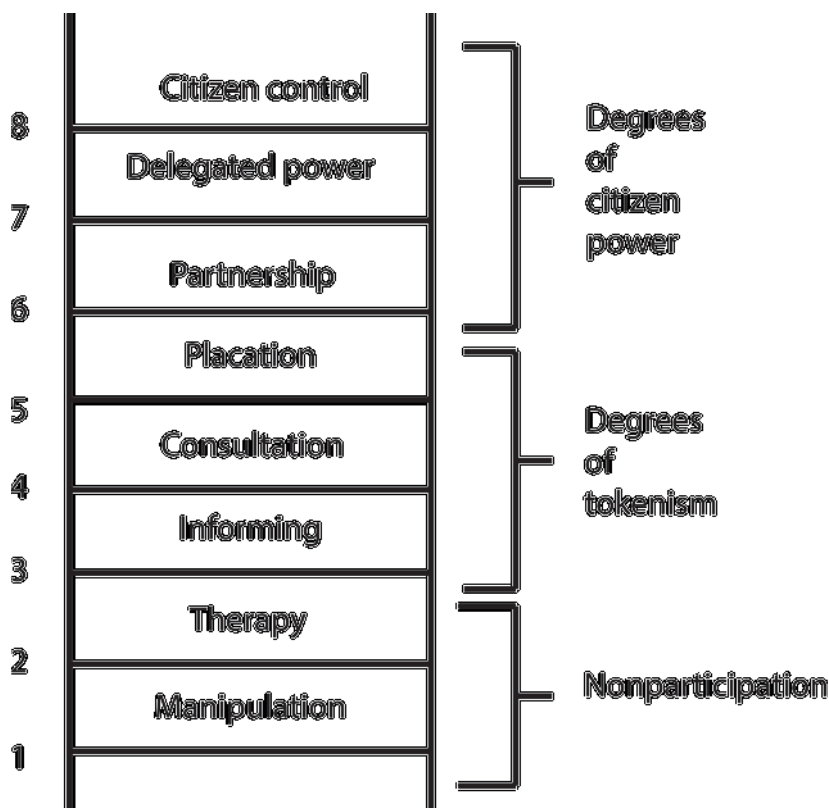 Citizen control
8
Delegated power
7
Partnership
6
Placation
5
Consultation
4
Informing
3
Therapy
2
Manipulation
1
Degrees
of
citizen
power
Degrees
of
tokenism
Nonparticipation